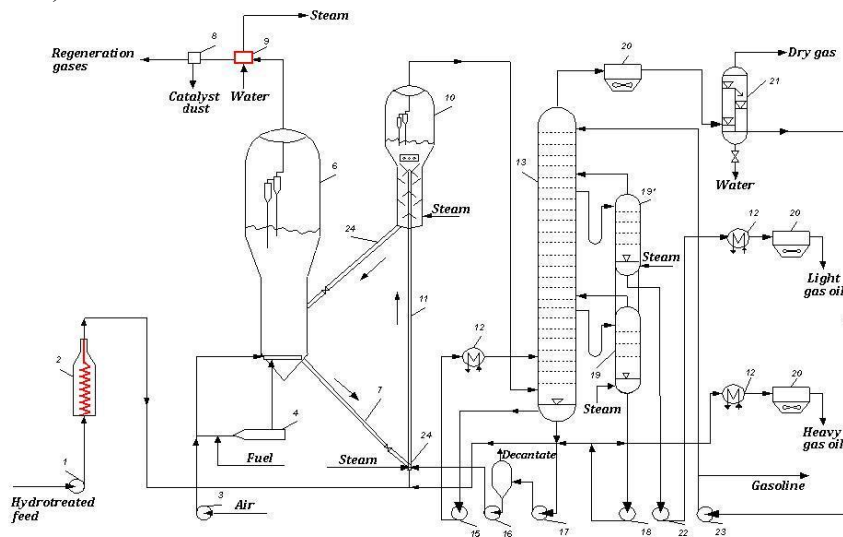 Steam
8
9
20
Regeneration
gases
Dry gas
21
Catalyst
dust
Water
10
13
6
Water
19'
12
20
24
Steam
Steam
Light
gas oil
11
12
2
7
19
12
20
4
Steam
24
Heavy
gas oil
Fuel
Steam
Decantate
1
Gasoline
Hydrotreated
feed
3
Air
15
16
17
18
22
23